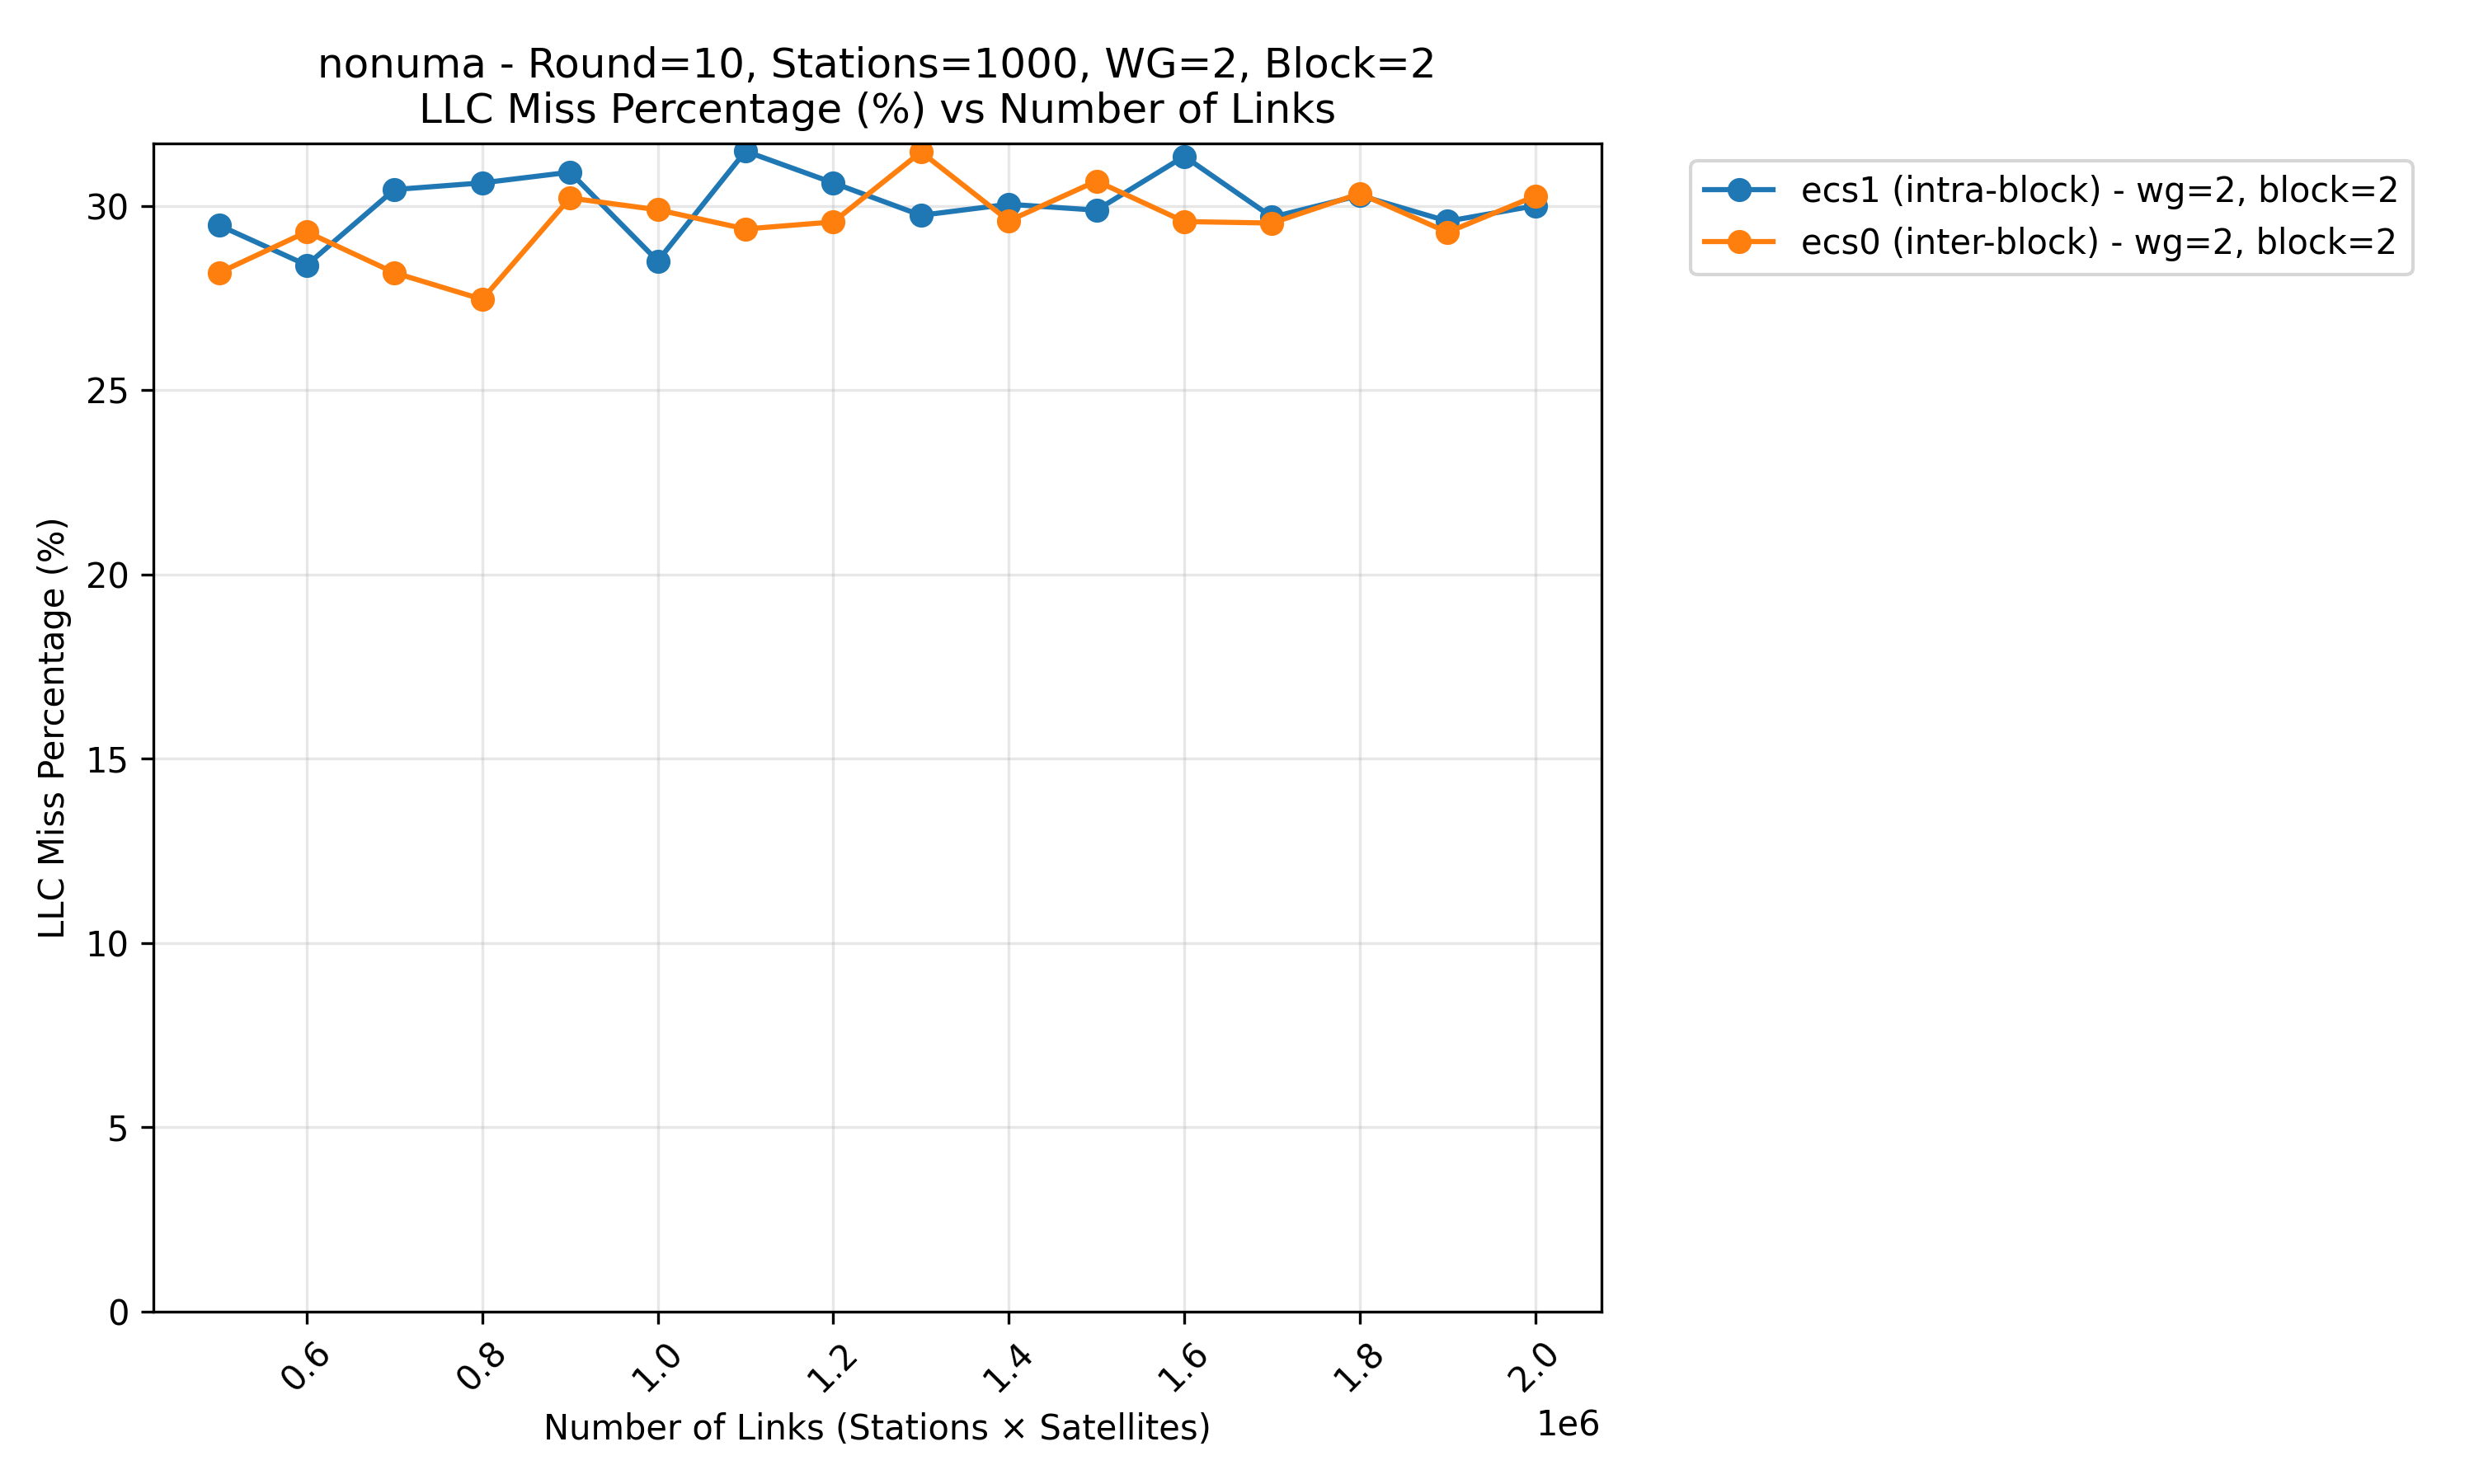 nonuma - Round=10, Stations=1000, WG=2, Block=2
LLC Miss Percentage (%) vs Number of Links
ecs1 (intra-block) - wg=2, block=2
ecs0 (inter-block) - wg=2, block=2
LLC Miss Percentage (%)
30
25
20
15
10
5
0
0.6 0.8 1.0 1.2 1.4 1.6 1.8 2.0
1e6
Number of Links (Stations × Satellites)